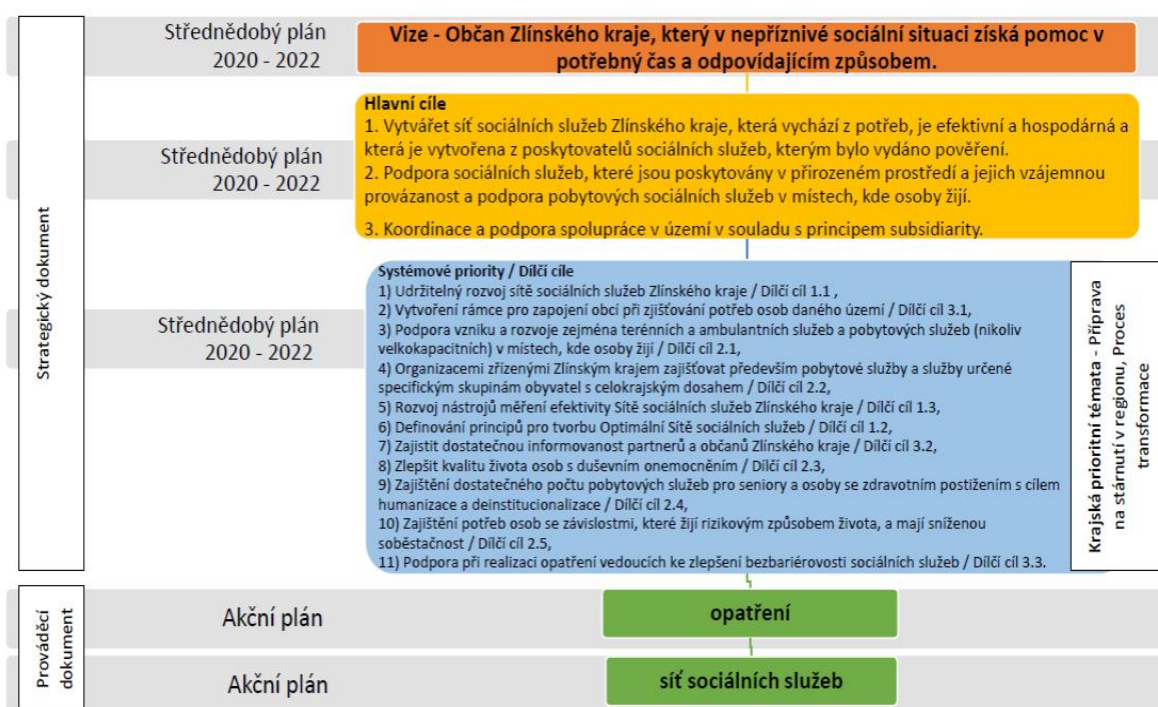 Strategický dokument
Střednědobý plán
2020 - 2022
Vize - Občan Zlínského kraje, který v nepříznivé sociální situaci získá pomoc v
potřebný čas a odpovídajícím způsobem.
Střednědobý plán
2020 - 2022
Hlavní cíle
1. Vytvářet síť sociálních služeb Zlínského kraje, která vychází z potřeb, je efektivní a hospodárná a
která je vytvořena z poskytovatelů sociálních služeb, kterým bylo vydáno pověření.
2. Podpora sociálních služeb, které jsou poskytovány v přirozeném prostředí a jejich vzájemnou
provázanost a podpora pobytových sociálních služeb v místech, kde osoby žijí.
3. Koordinace a podpora spolupráce v území v souladu s principem subsidiarity.
Střednědobý plán
2020 - 2022
Systémové priority / Dílčí cíle
1) Udržitelný rozvoj sítě sociálních služeb Zlínského kraje / Dílčí cíl 1.1 ,
2) Vytvoření rámce pro zapojení obcí při zjišťování potřeb osob daného území / Dílčí cíl 3.1,
3) Podpora vzniku a rozvoje zejména terénních a ambulantních služeb a pobytových služeb (nikoliv
velkokapacitních) v místech, kde osoby žijí / Dílčí cíl 2.1,
4) Organizacemi zřízenými Zlínským krajem zajišťovat především pobytové služby a služby určené
specifickým skupinám obyvatel s celokrajským dosahem / Dílčí cíl 2.2,
5) Rozvoj nástrojů měření efektivity Sítě sociálních služeb Zlínského kraje / Dílčí cíl 1.3,
6) Definování principů pro tvorbu Optimální Sítě sociálních služeb / Dílčí cíl 1.2,
7) Zajistit dostatečnou informovanost partnerů a občanů Zlínského kraje / Dílčí cíl 3.2,
8) Zlepšit kvalitu života osob s duševním onemocněním / Dílčí cíl 2.3,
9) Zajištění dostatečného počtu pobytových služeb pro seniory a osoby se zdravotním postižením s cílem
humanizace a deinstitucionalizace / Dílčí cíl 2.4,
10) Zajištění potřeb osob se závislostmi, které žijí rizikovým způsobem života, a mají sníženou
soběstačnost / Dílčí cíl 2.5,
11) Podpora při realizaci opatření vedoucích ke zlepšení bezbariérovosti sociálních služeb / Dílčí cíl 3.3.
Krajská prioritní témata - Příprava
na stárnutí v regionu, Proces
transformace
Prováděcí
dokument
Akční plán
opatření
Akční plán
síť sociálních služeb